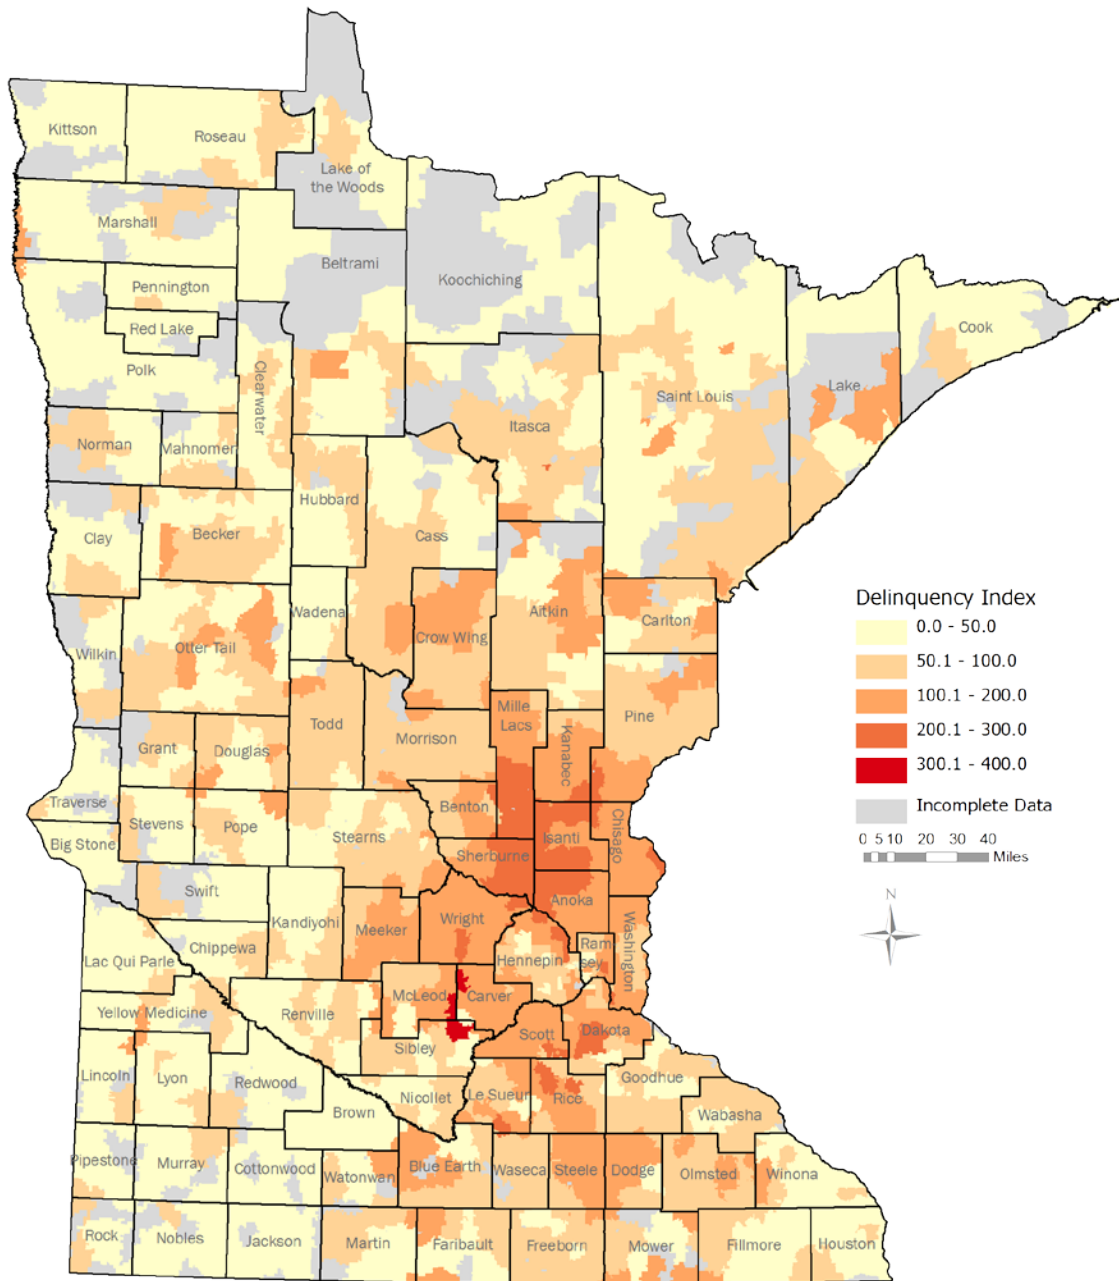 Kittson
Roseau
Lake of
the Woods
Marshall
Beltrami
Koochiching
Pennington
Red Lake
Polk
Clearwater
Cook
Lake
Saint Louis
Itasca
Norman
Mahnomen
Hubbard
Cass
Clay
Becker
Wadena
Crow Wing
Aitkin
Carlton
Wilkin
Otter Tail
Mille
Lacs
Kanabec
Pine
Todd
Morrison
Grant
Douglas
Benton
Traverse
Stevens
Pope
Stearns
Isanti
Chisago
Big Stone
Sherburne
Swift
Anoka
Kandiyohi
Meeker
Wright
Washington
Ram-
sey
Hennepin
Chippewa
Lac Qui Parle
McLeod
Carver
Yellow Medicine
Renville
Scott
Dakota
Sibley
Lincoln
Lyon
Redwood
Goodhue
Nicollet
Le Sueur
Rice
Brown
Wabasha
Pipestone
Murray
Cottonwood
Watonwan
Blue Earth
Waseca
Steele
Dodge
Olmsted
Winona
Rock
Nobles
Jackson
Martin
Faribault
Freeborn
Mower
Fillmore
Houston
Delinquency Index
0.0 - 50.0
50.1 - 100.0
100.1 - 200.0
200.1 - 300.0
300.1 - 400.0
Incomplete Data
0 5 10 20 30 40
Miles
N